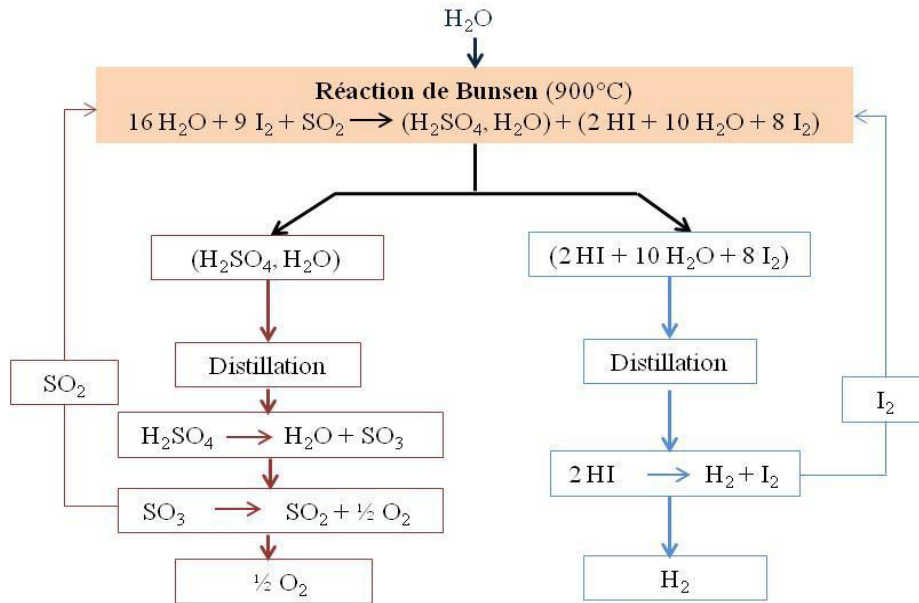 H₂O
Réaction de Bunsen (900°C)
16 H₂O + 9 I₂ + SO₂ → (H₂SO₄, H₂O) + (2 HI + 10 H₂O + 8 I₂)
(H₂SO₄, H₂O)
(2 HI + 10 H₂O + 8 I₂)
Distillation
Distillation
SO₂
I₂
H₂SO₄ → H₂O + SO₃
2 HI → H₂ + I₂
SO₃ → SO₂ + ½ O₂
½ O₂
H₂